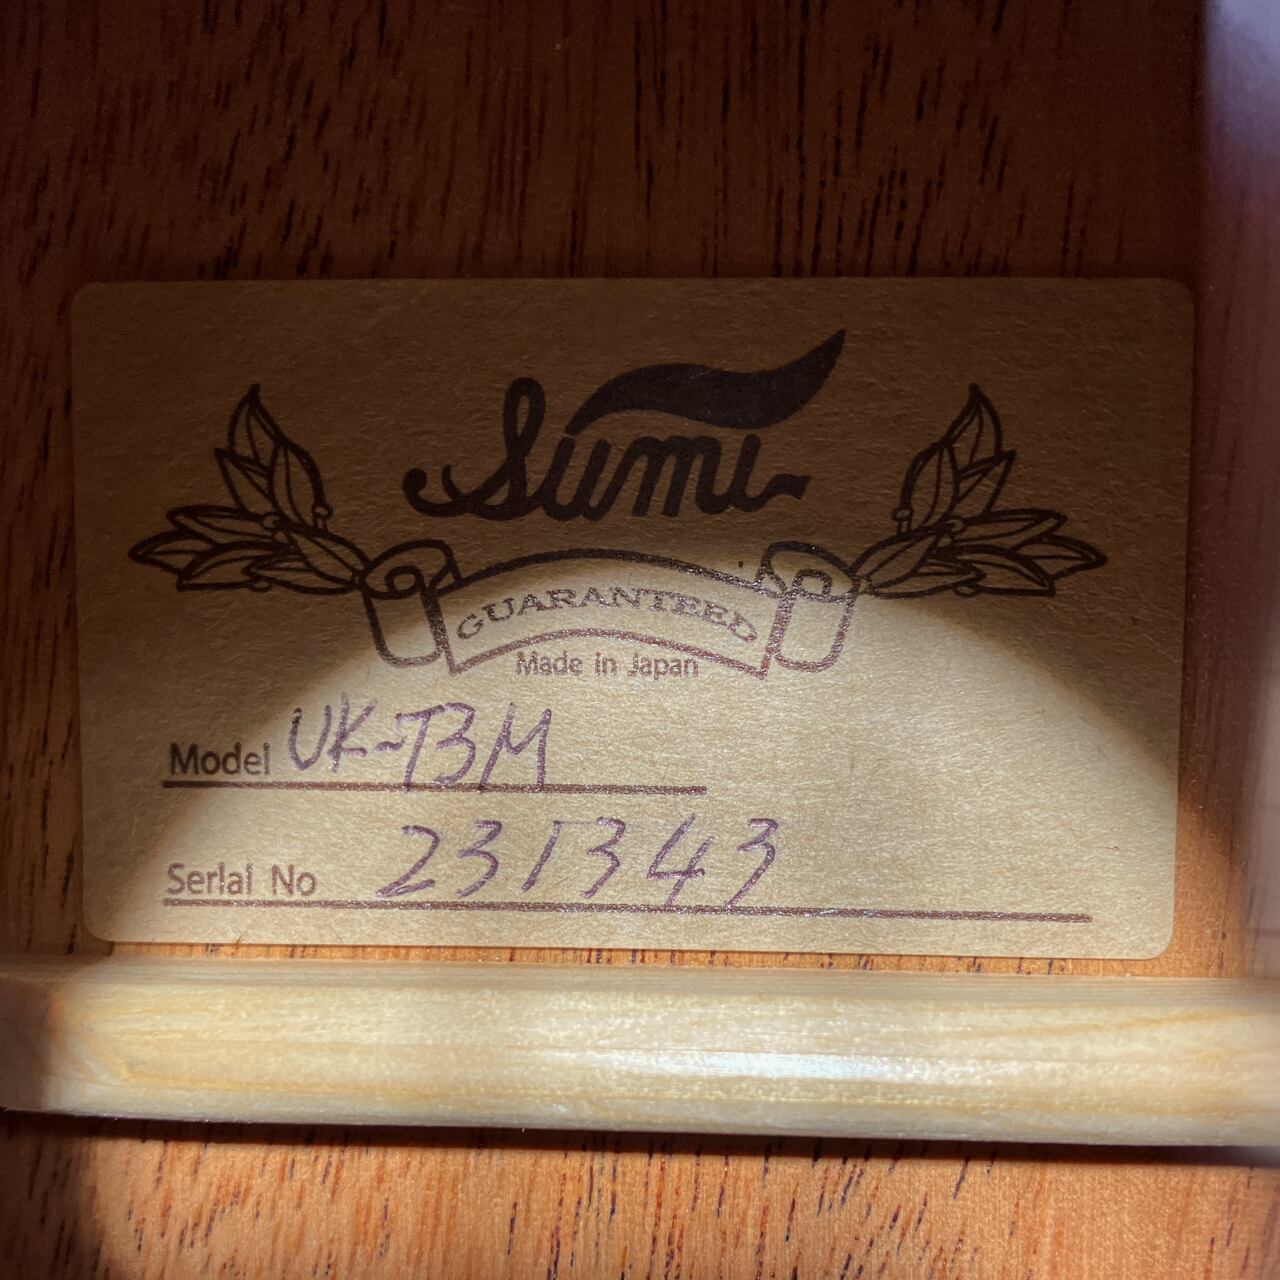 Sumi
GUARANTEED
Made in Japan
Model UK-T3M
Serial No 231343